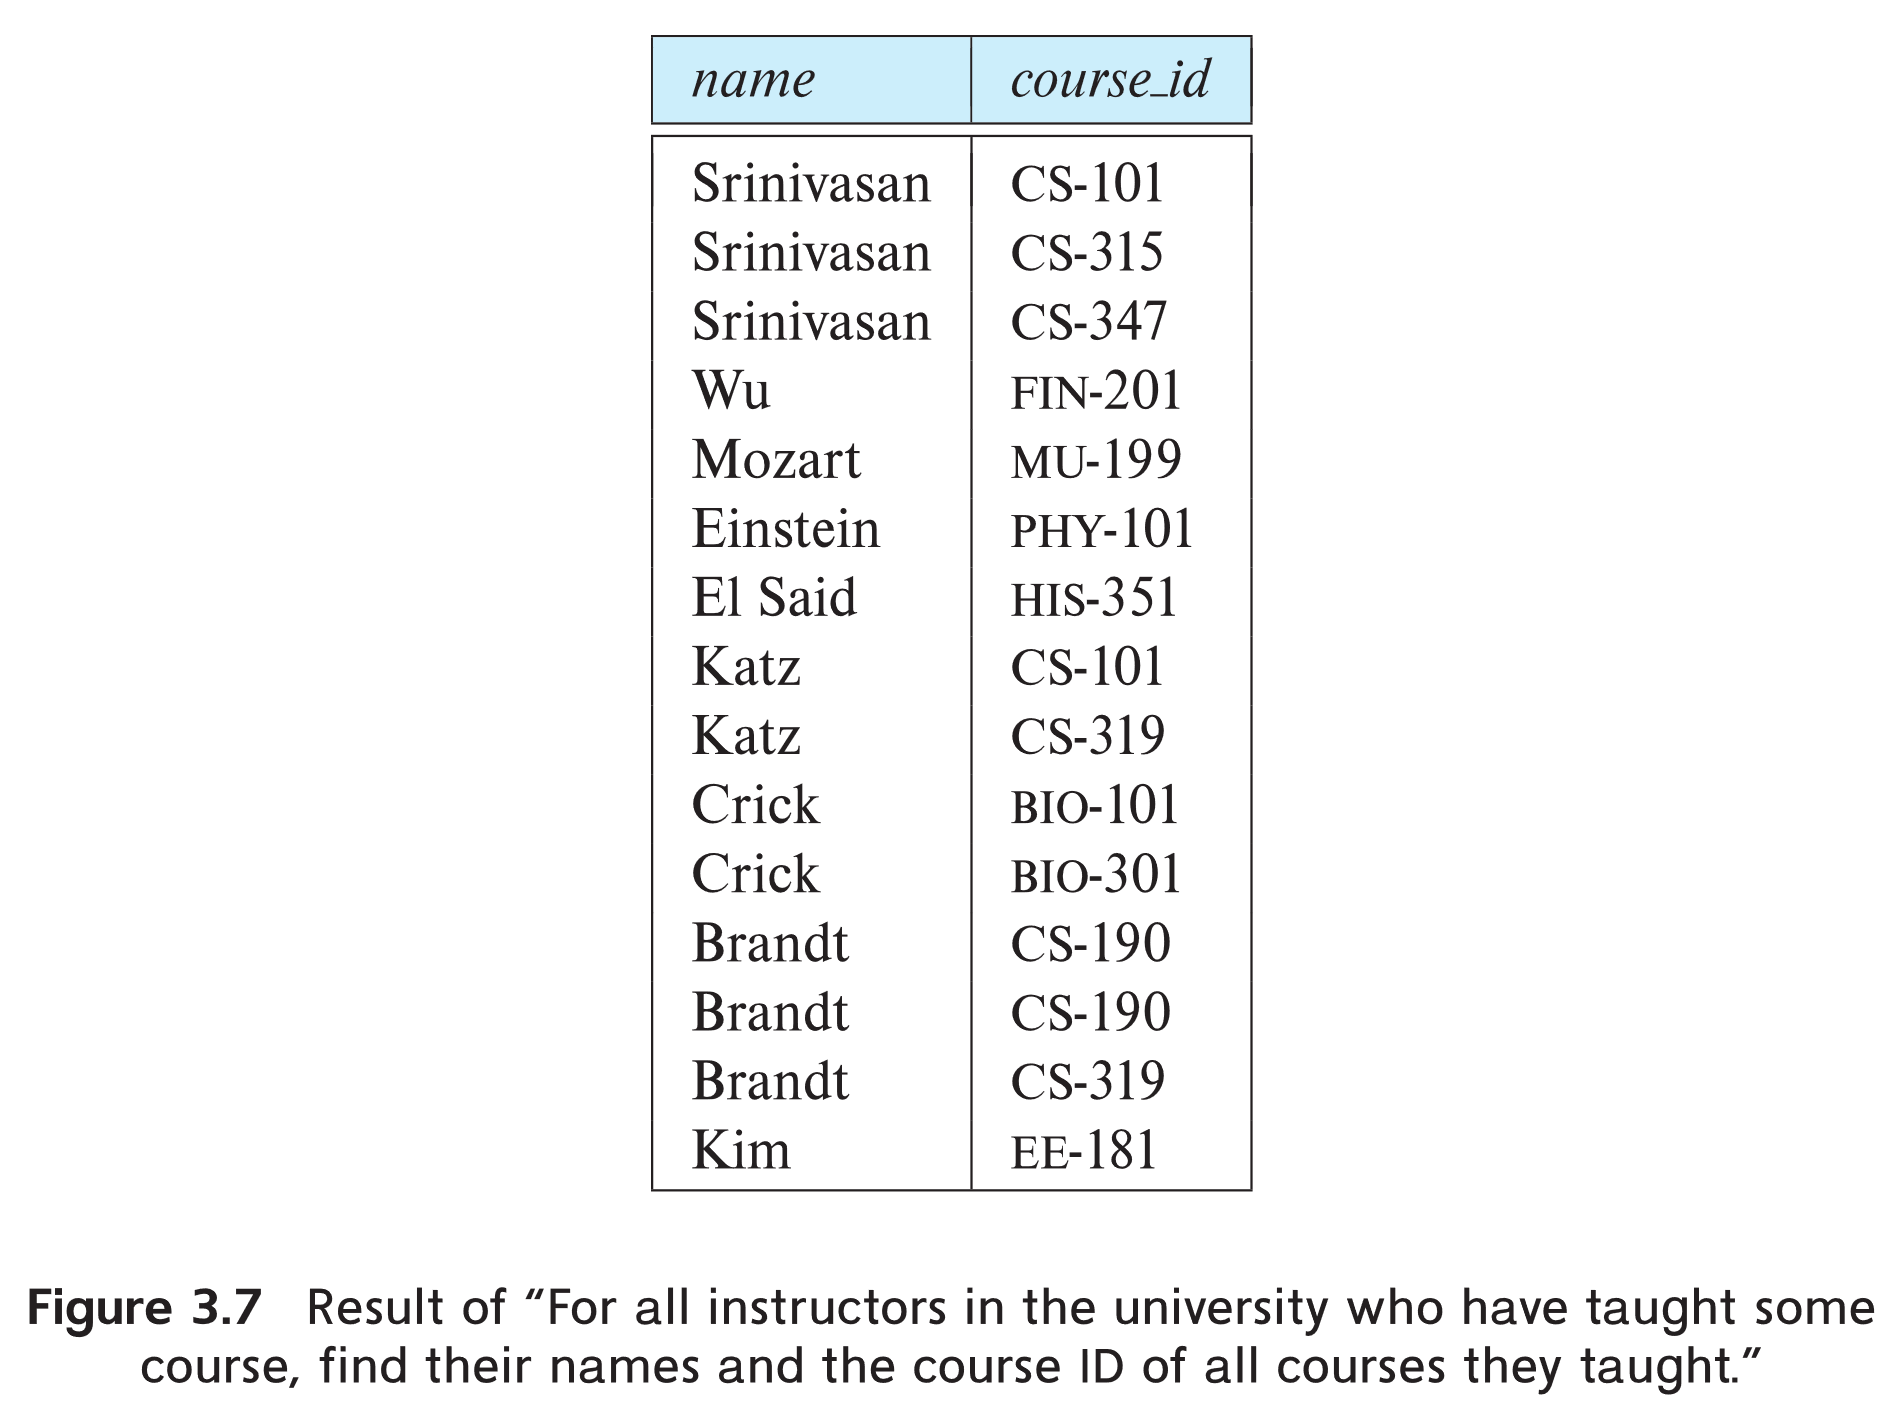 name course_id
Srinivasan CS-101
Srinivasan CS-315
Srinivasan CS-347
Wu FIN-201
Mozart MU-199
Einstein PHY-101
El Said HIS-351
Katz CS-101
Katz CS-319
Crick BIO-101
Crick BIO-301
Brandt CS-190
Brandt CS-190
Brandt CS-319
Kim EE-181
Figure 3.7 Result of “For all instructors in the university who have taught some
course, find their names and the course ID of all courses they taught.”